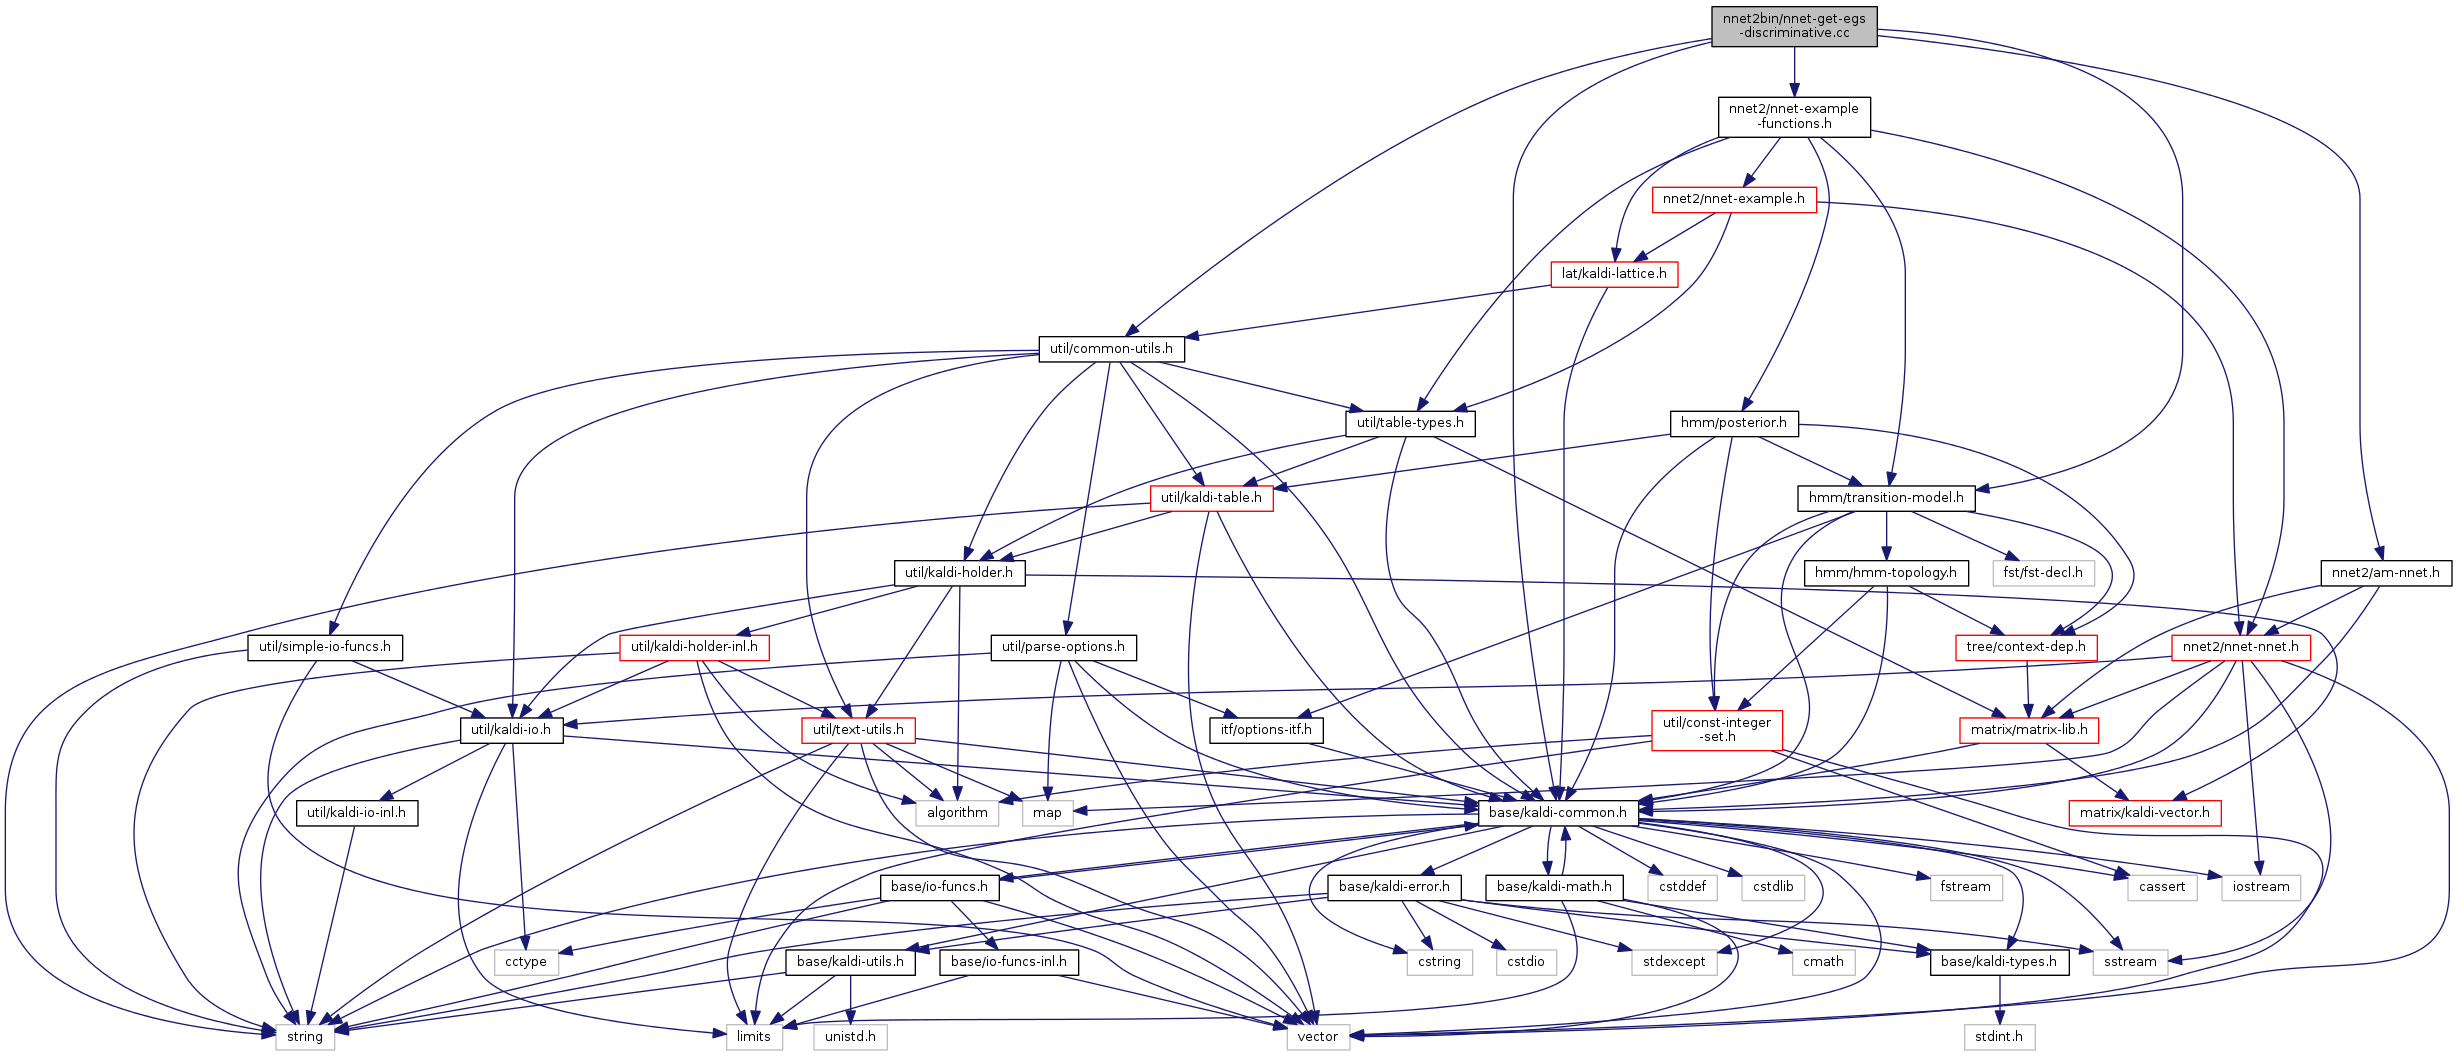 nnet2bin/nnet-get-egs
-discriminative.cc
nnet2/nnet-example
-functions.h
nnet2/nnet-example.h
lat/kaldi-lattice.h
util/common-utils.h
util/table-types.h
hmm/posterior.h
util/kaldi-table.h
hmm/transition-model.h
util/kaldi-holder.h
hmm/hmm-topology.h
fst/fst-decl.h
nnet2/am-nnet.h
util/simple-io-funcs.h
util/kaldi-holder-inl.h
util/parse-options.h
tree/context-dep.h
nnet2/nnet-nnet.h
util/kaldi-io.h
util/text-utils.h
itf/options-itf.h
util/const-integer
-set.h
matrix/matrix-lib.h
util/kaldi-io-inl.h
algorithm
map
base/kaldi-common.h
matrix/kaldi-vector.h
base/io-funcs.h
base/kaldi-error.h
base/kaldi-math.h
cstddef
cstdlib
fstream
cassert
iostream
cctype
base/kaldi-utils.h
base/io-funcs-inl.h
cstring
cstdio
stdexcept
cmath
base/kaldi-types.h
sstream
string
limits
unistd.h
vector
stdint.h